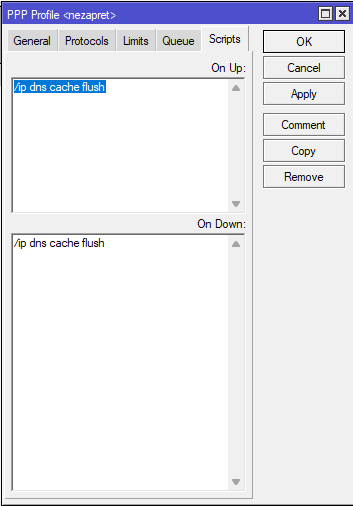 PPP Profile <nezapret>
General Protocols Limits Queue Scripts
On Up:
/ip dns cache flush
On Down:
/ip dns cache flush
OK
Cancel
Apply
Comment
Copy
Remove